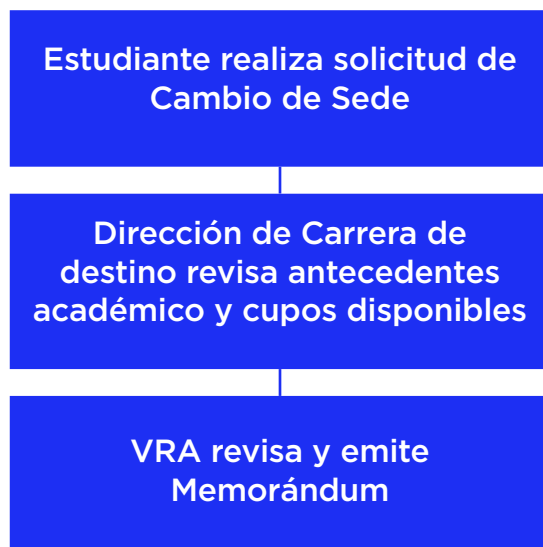 Estudiante realiza solicitud de
Cambio de Sede
Dirección de Carrera de
destino revisa antecedentes
académico y cupos disponibles
VRA revisa y emite
Memorándum